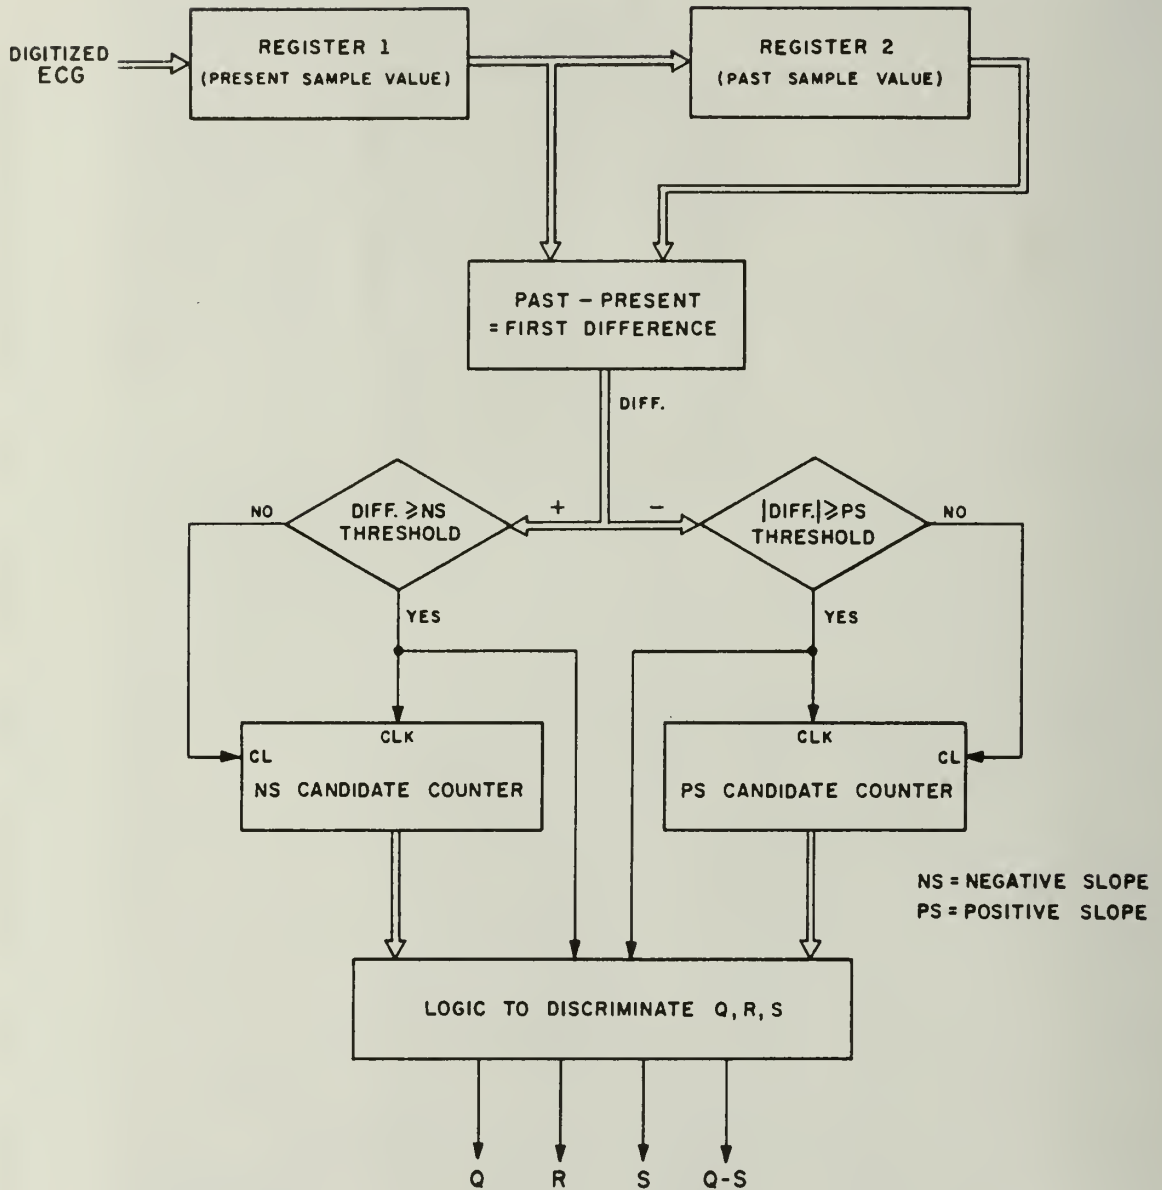 DIGITIZED
ECG
REGISTER 1
(PRESENT SAMPLE VALUE)
REGISTER 2
(PAST SAMPLE VALUE)
PAST - PRESENT
= FIRST DIFFERENCE
DIFF.
NO
DIFF. ≥ NS
THRESHOLD
+
-
|DIFF.| ≥ PS
THRESHOLD
NO
YES
YES
CLK
CL
NS CANDIDATE COUNTER
CLK
CL
PS CANDIDATE COUNTER
NS = NEGATIVE SLOPE
PS = POSITIVE SLOPE
LOGIC TO DISCRIMINATE Q, R, S
Q R S Q-S